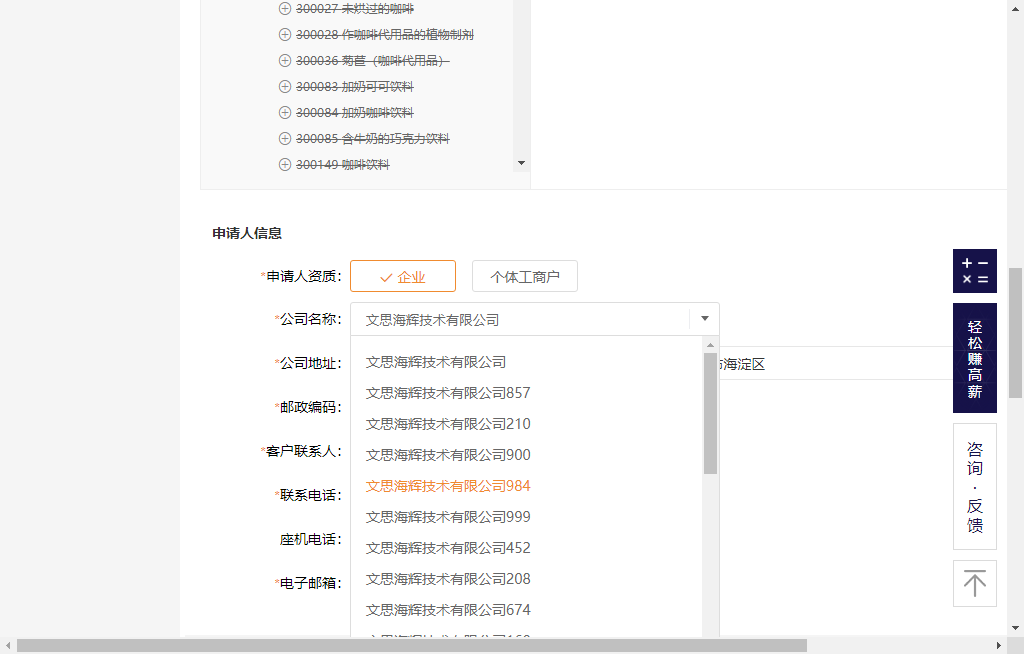 300027 未烘过的咖啡
300028 作咖啡代用品的植物制剂
300036 菊苣（咖啡代用品）
300083 加奶可可饮料
300084 加奶咖啡饮料
300085 含牛奶的巧克力饮料
300149 咖啡饮料
申请人信息
*申请人资质： 企业 个体工商户
*公司名称： 文思海辉技术有限公司
*公司地址： 市海淀区
*邮政编码：
*客户联系人：
*联系电话：
座机电话：
*电子邮箱：
文思海辉技术有限公司
文思海辉技术有限公司857
文思海辉技术有限公司210
文思海辉技术有限公司900
文思海辉技术有限公司984
文思海辉技术有限公司999
文思海辉技术有限公司452
文思海辉技术有限公司208
文思海辉技术有限公司674
轻松赚高薪
咨询·反馈